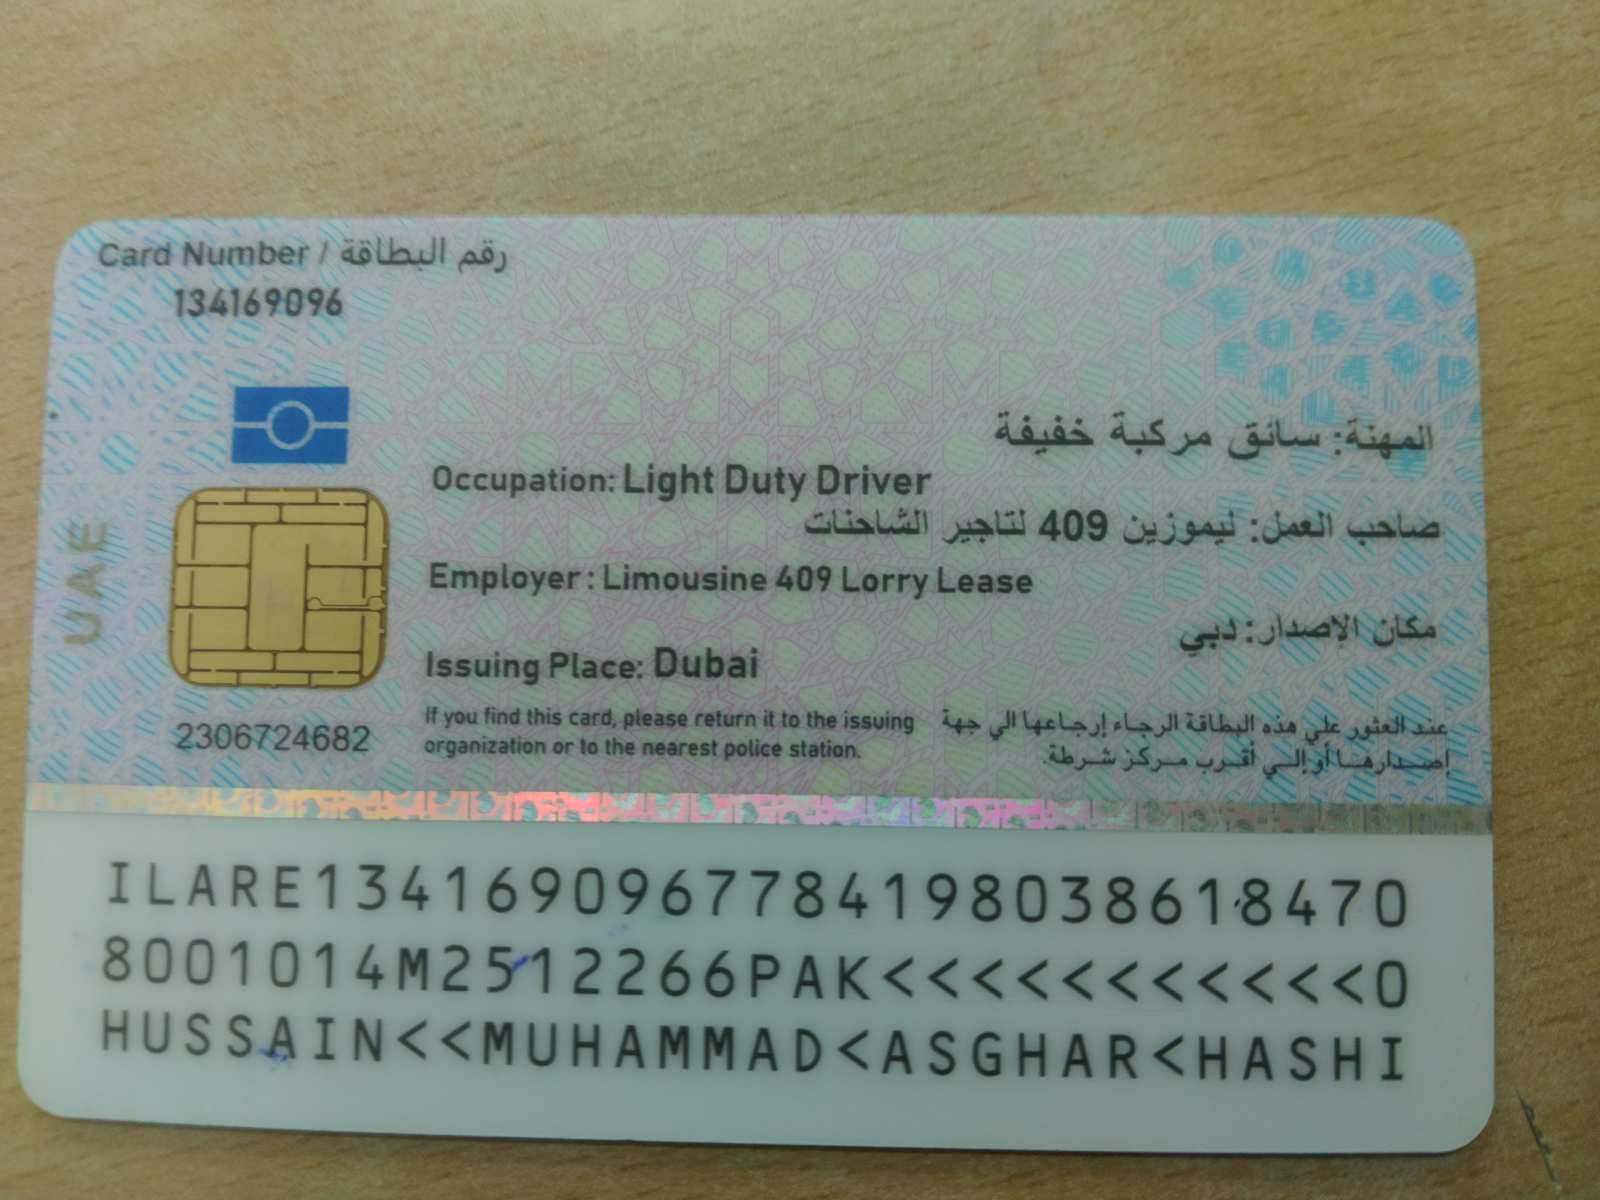 Card Number / رقم البطاقة
134169096
المهنة: سائق مركبة خفيفة
Occupation: Light Duty Driver
صاحب العمل: ليموزين 409 لتاجير الشاحنات
Employer: Limousine 409 Lorry Lease
مكان الإصدار: دبي
Issuing Place: Dubai
UAE
2306724682
If you find this card, please return it to the issuing
organization or to the nearest police station.
عند العثور علي هذه البطاقة الرجاء إرجاعها الي جهة
إصدارها أو إلي أقرب مركز شرطة.
ILARE1341690967784198038618470
8001014M2512266PAK<<<<<<<<<<<0
HUSSAIN<<MUHAMMAD<ASGHAR<HASHI